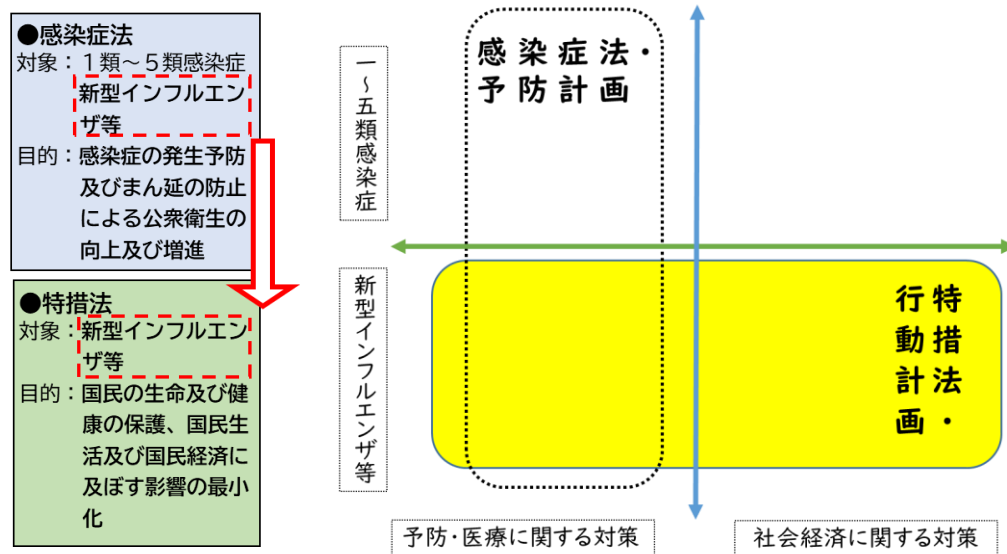 ●感染症法
対象：１類～５類感染症
新型インフルエン
ザ等
目的：感染症の発生予防
及びまん延の防止
による公衆衛生の
向上及び増進
●特措法
対象：新型インフルエン
ザ等
目的：国民の生命及び健
康の保護、国民生
活及び国民経済に
及ぼす影響の最小
化
一～五類感染症
感染症法・
予防計画
新型インフルエンザ等
特措法・
行動計画
予防・医療に関する対策
社会経済に関する対策